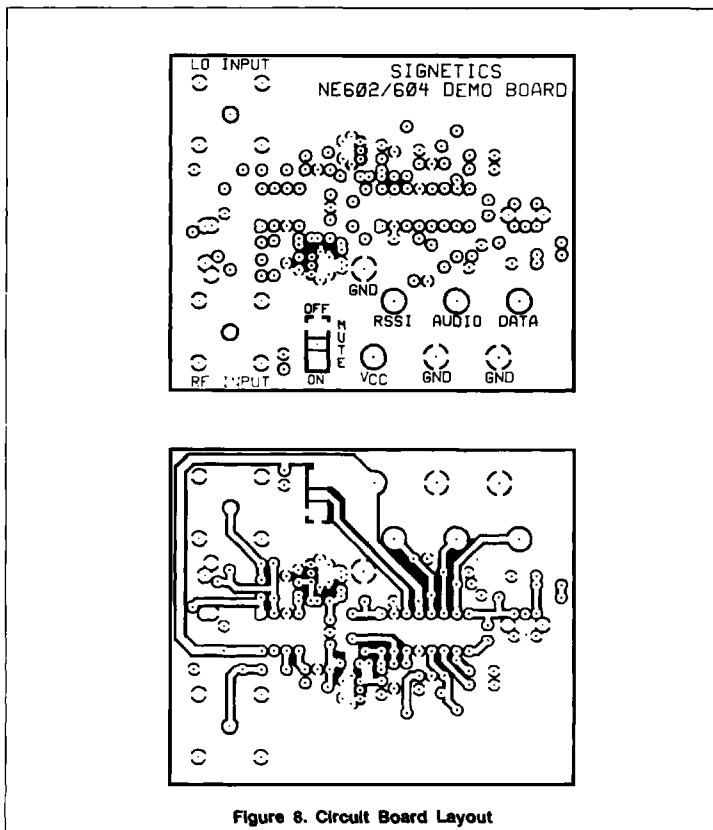 LO INPUT
SIGNETICS
NE602/604 DEMO BOARD
GND
OFF
MUTE
ON
RSSI AUDIO DATA
RF INPUT
VCC
GND
GND
Figure 8. Circuit Board Layout